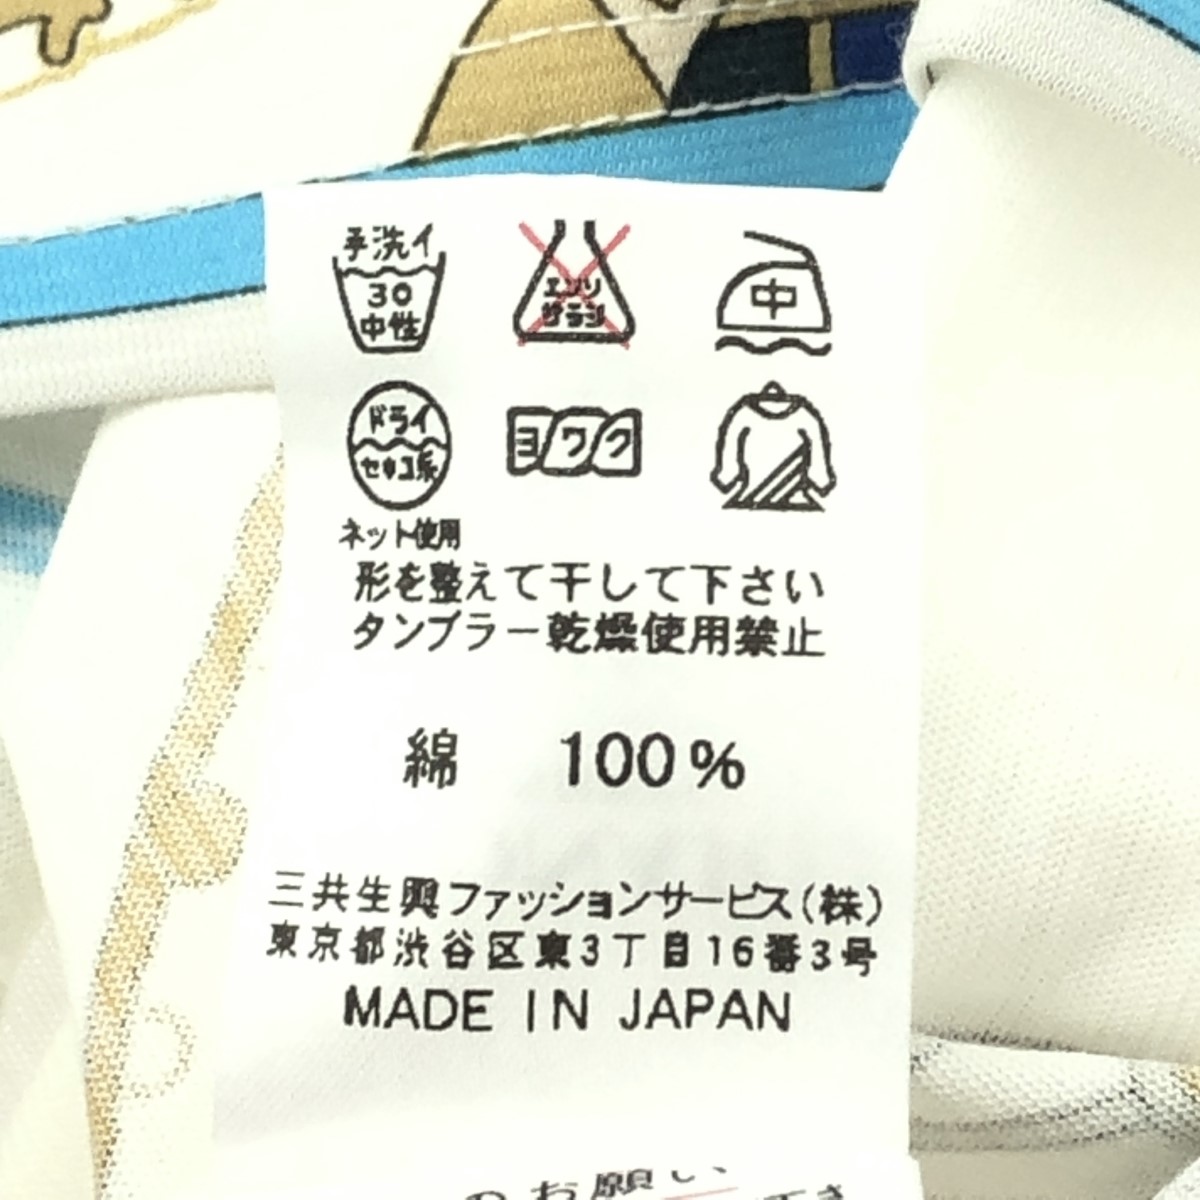 手洗イ
30
中性
エンソ
サラシ
中
ドライ
セキユ系
ヨワク
ネット使用
形を整えて干して下さい
タンブラー乾燥使用禁止
綿 100%
三共生興ファッションサービス(株)
東京都渋谷区東3丁目16番3号
MADE IN JAPAN
のお願い